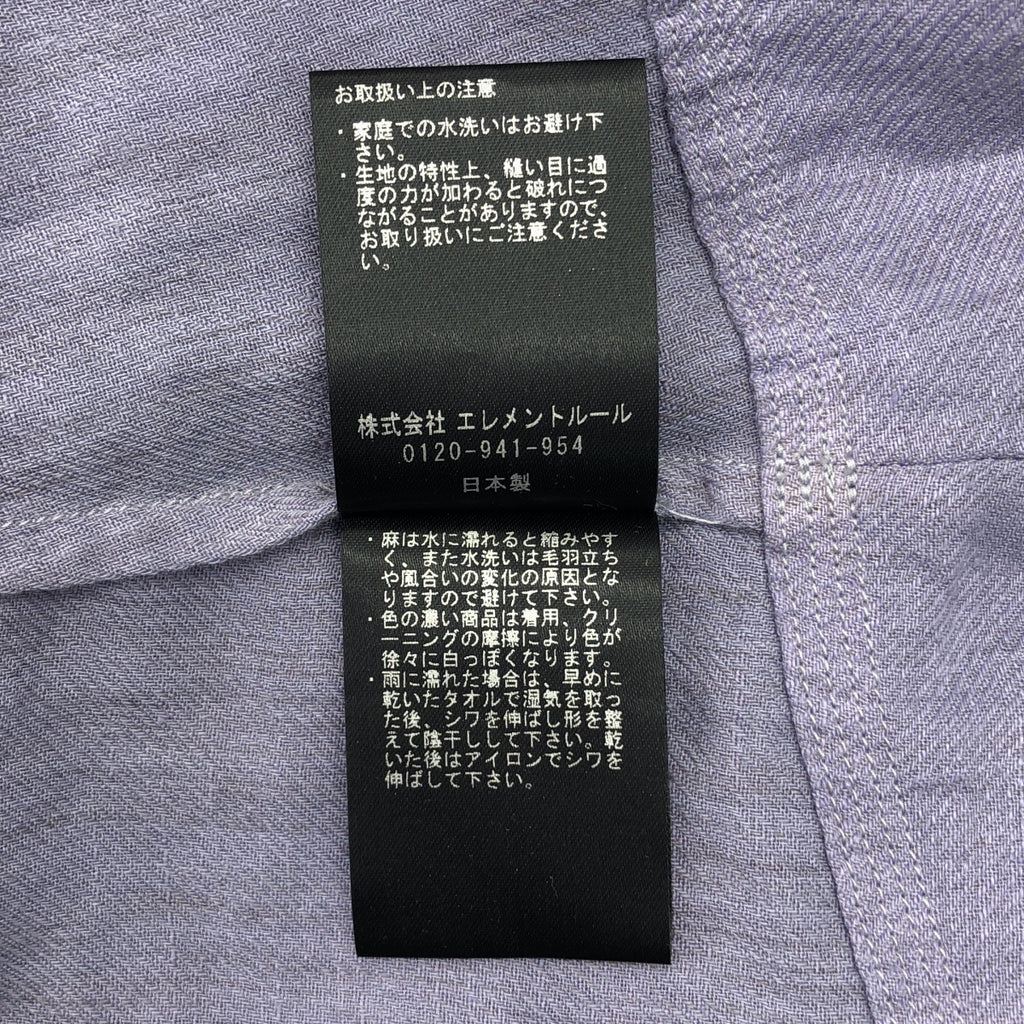 お取扱い上の注意
・家庭での水洗いはお避け下
さい。
・生地の特性上、縫い目に過
度の力が加わると破れにつ
ながることがありますので、
お取り扱いにご注意くださ
い。
株式会社 エレメントルール
0120-941-954
日本製
・麻は水に濡れると縮みやす
く、また水洗いは毛羽立ち
や風合いの変化の原因とな
りますので避けて下さい。
・色の濃い商品は着用、クリ
ーニングの摩擦により色が
徐々に白っぽくなります。
・雨に濡れた場合は、早めに
乾いたタオルで湿気を取っ
た後、シワを伸ばし形を整
えて陰干しして下さい。乾
いた後はアイロンでシワを
伸ばして下さい。